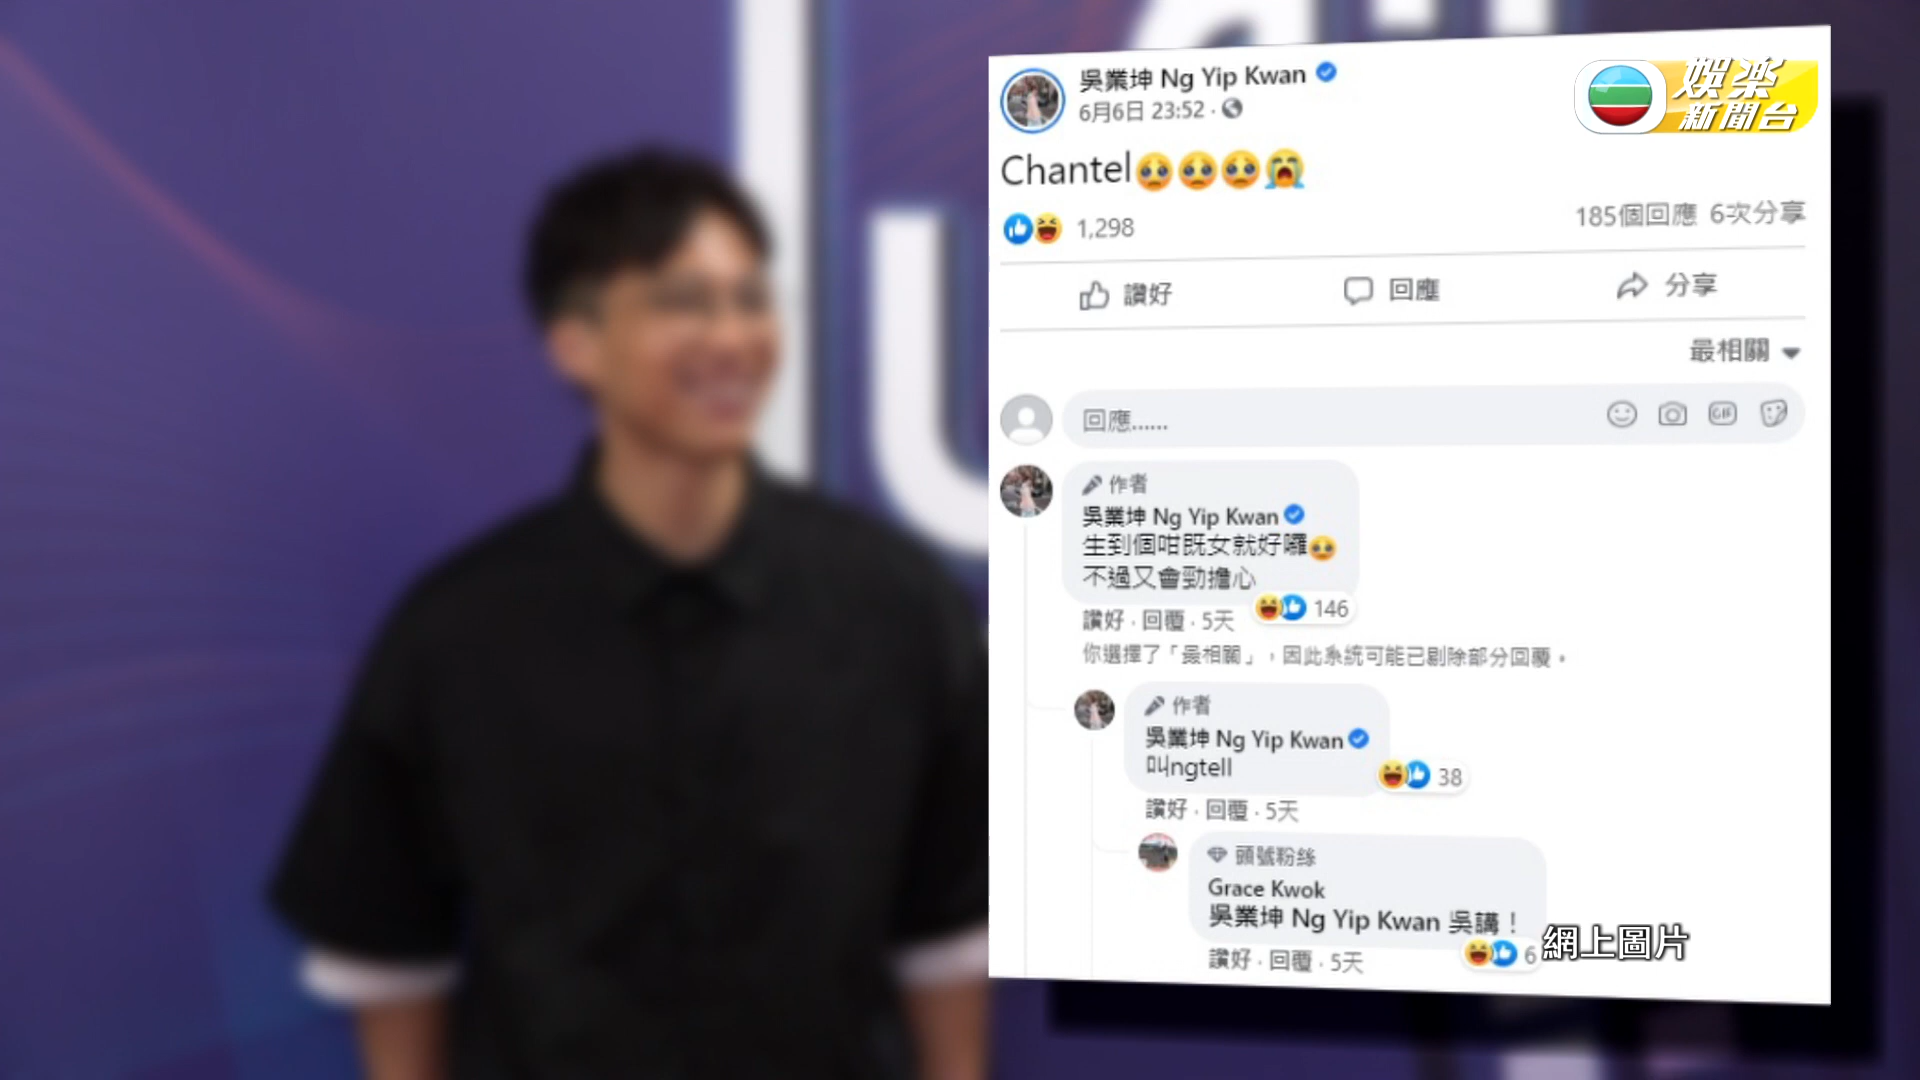 吳業坤 Ng Yip Kwan
6月6日 23:52 ·
娛楽
新聞台
Chantel🥺🥺🥺😭
1,298
185個回應 6次分享
讚好
回應
分享
最相關
回應......
GIF
作者
吳業坤 Ng Yip Kwan
生到個咁既女就好囉🥺
不過又會勁擔心
146
讚好 · 回覆 · 5天
你選擇了「最相關」，因此系統可能已剔除部分回覆。
作者
吳業坤 Ng Yip Kwan
叫ngtell
38
讚好 · 回覆 · 5天
頭號粉絲
Grace Kwok
吳業坤 Ng Yip Kwan 吳講！
6
讚好 · 回覆 · 5天
網上圖片